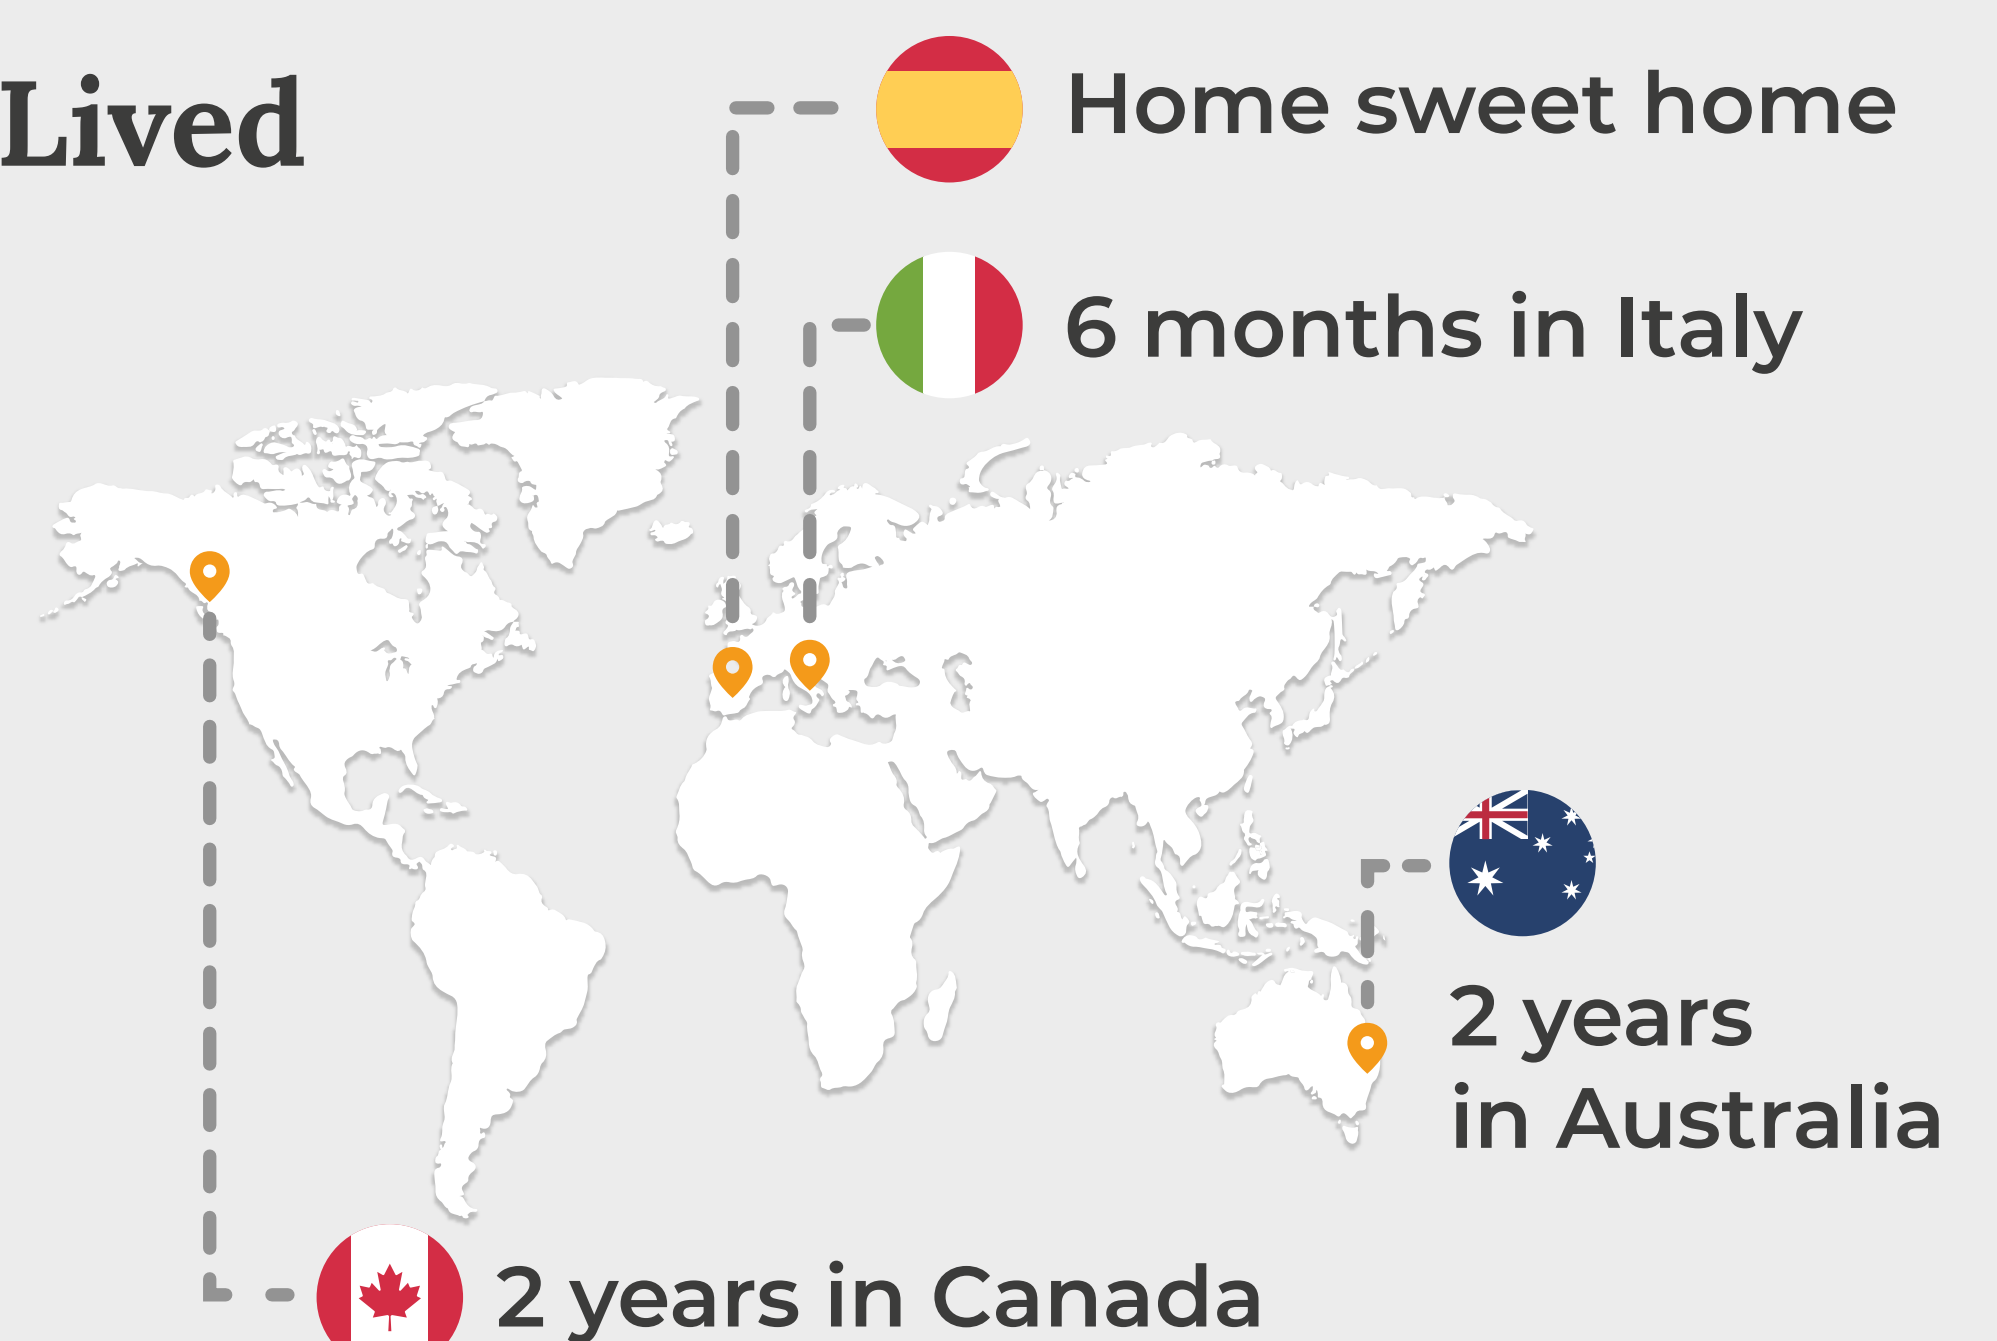 Lived
Home sweet home
6 months in Italy
2 years
in Australia
2 years in Canada